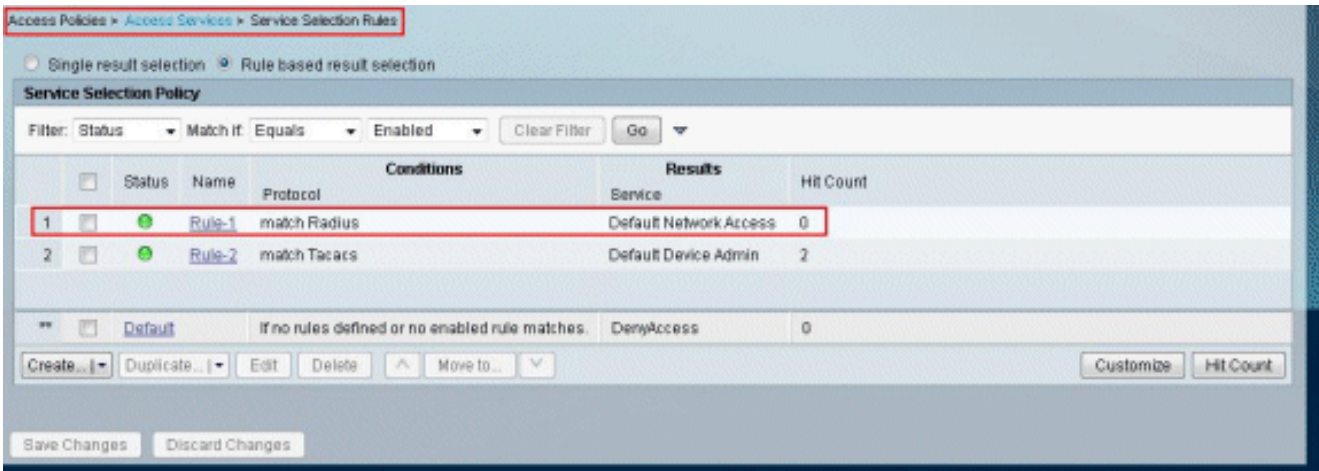 Access Policies > Access Services > Service Selection Rules
Single result selection Rule based result selection
Service Selection Policy
Filter: Status Match if: Equals Enabled Clear Filter Go
Conditions Results
Status Name Protocol Service Hit Count
1 Rule-1 match Radius Default Network Access 0
2 Rule-2 match Tacacs Default Device Admin 2
** Default If no rules defined or no enabled rule matches. DenyAccess 0
Create... | Duplicate... | Edit Delete Move to... Customize Hit Count
Save Changes Discard Changes